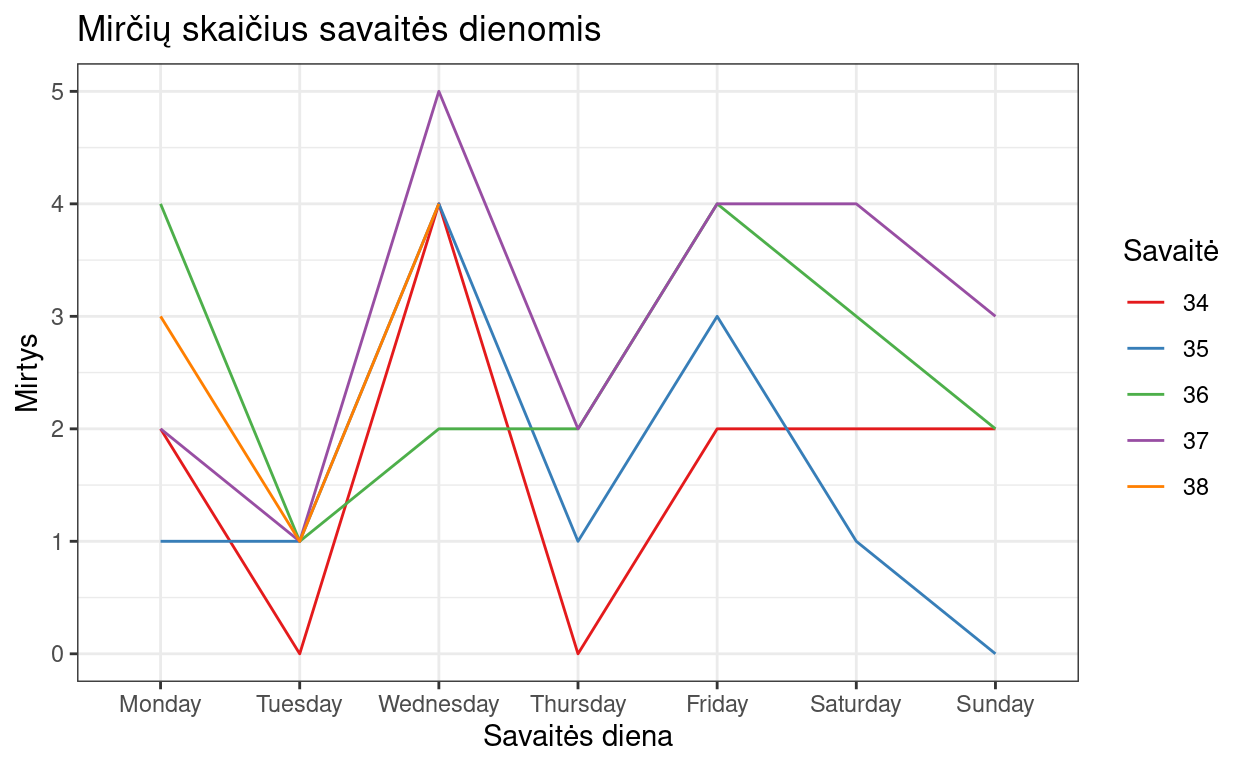 Mirčių skaičius savaitės dienomis
Mirtys
5
4
3
2
1
0
Monday Tuesday Wednesday Thursday Friday Saturday Sunday
Savaitės diena
Savaitė
34
35
36
37
38